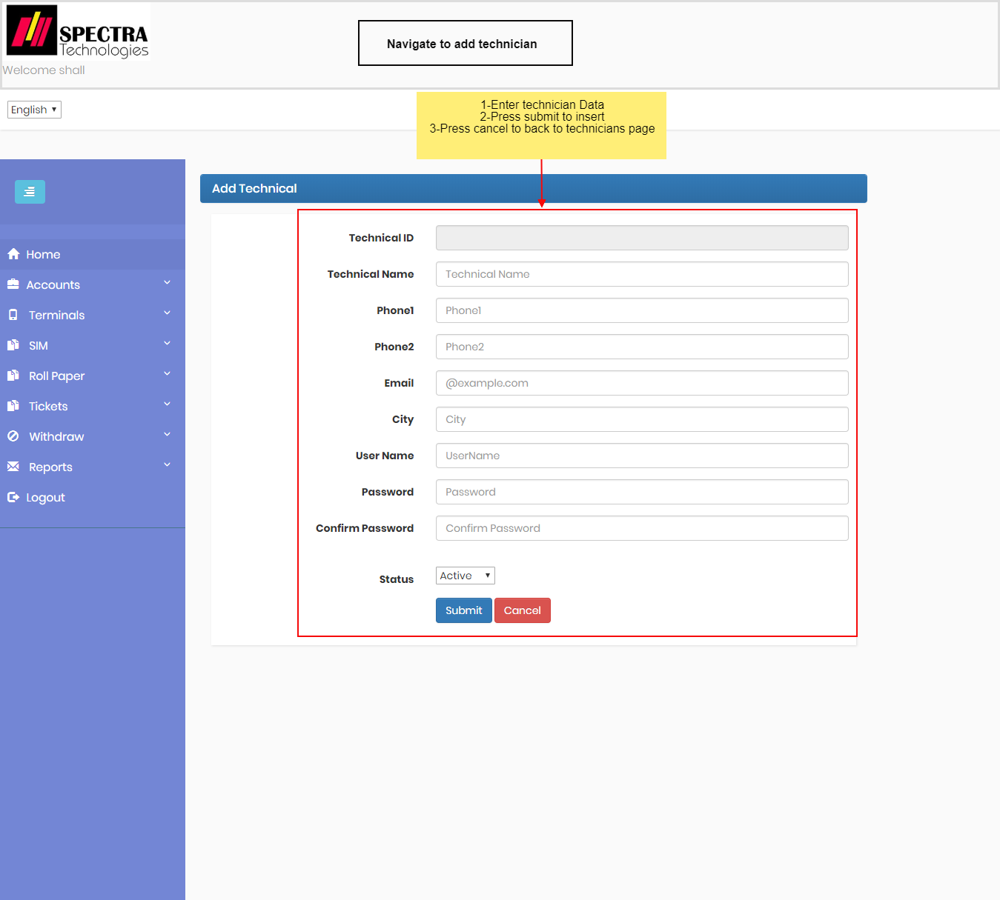 SPECTRA
Technologies
Welcome shall
Navigate to add technician
English
1-Enter technician Data
2-Press submit to insert
3-Press cancel to back to technicians page
Home
Accounts
Terminals
SIM
Roll Paper
Tickets
Withdraw
Reports
Logout
Add Technical
Technical ID
Technical Name Technical Name
Phone1 Phone1
Phone2 Phone2
Email @example.com
City City
User Name UserName
Password Password
Confirm Password Confirm Password
Status Active
Submit Cancel